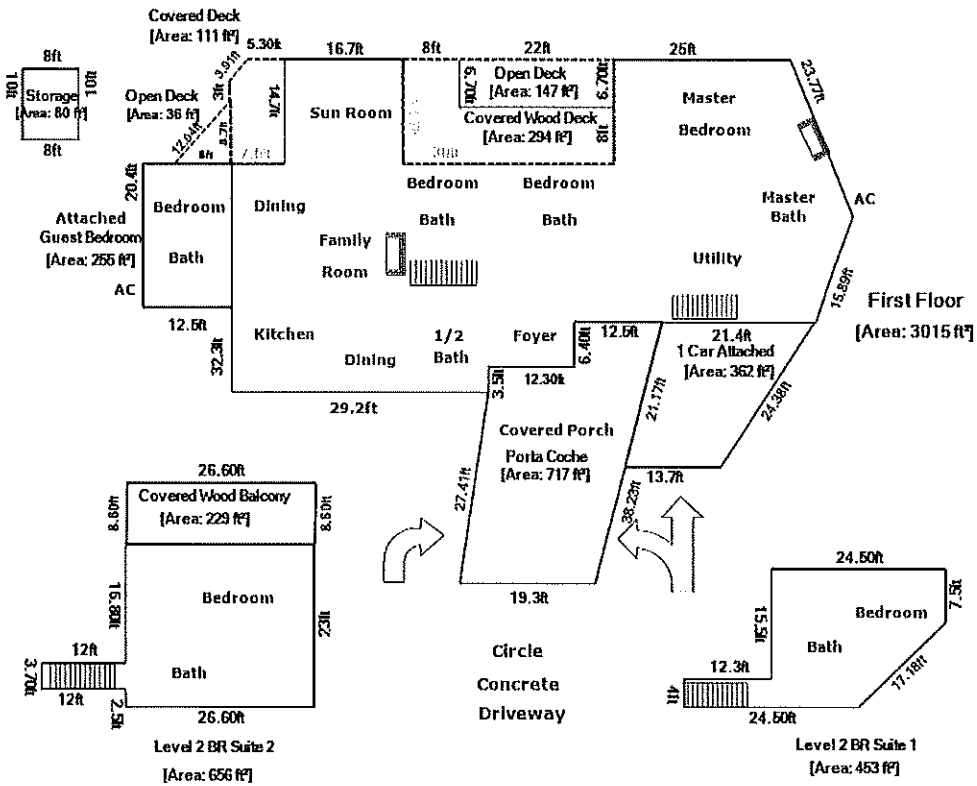 Covered Deck
[Area: 111 ft²]
5.30ft
16.7ft
8ft
22ft
25ft
3.91ft
23.77ft
8ft
10ft
10ft
Storage
[Area: 80 ft²]
8ft
Open Deck
[Area: 36 ft²]
3ft
12.04ft
8.7ft
8ft
14.7ft
Sun Room
6.70ft
Open Deck
[Area: 147 ft²]
6.70ft
Covered Wood Deck
[Area: 294 ft²]
8ft
Master
Bedroom
20.4ft
Bedroom
Dining
Bedroom
Bedroom
Attached
Guest Bedroom
[Area: 255 ft²]
Bath
Bath
Bath
Master
Bath
AC
Family
Room
Utility
AC
15.89ft
First Floor
[Area: 3015 ft²]
12.5ft
32.3ft
Kitchen
Dining
1/2
Bath
Foyer
6.40ft
12.5ft
21.4ft
1 Car Attached
[Area: 362 ft²]
12.30ft
3.5ft
21.17ft
24.38ft
29.2ft
Covered Porch
Porta Coche
[Area: 717 ft²]
27.41ft
38.23ft
13.7ft
19.3ft
26.60ft
Covered Wood Balcony
[Area: 229 ft²]
8.60ft
8.60ft
16.80ft
Bedroom
23ft
Bath
12ft
3.70ft
12ft
2.5ft
26.60ft
Level 2 BR Suite 2
[Area: 656 ft²]
Circle
Concrete
Driveway
24.50ft
7.5ft
Bedroom
15.5ft
Bath
17.18ft
12.3ft
4ft
24.50ft
Level 2 BR Suite 1
[Area: 453 ft²]